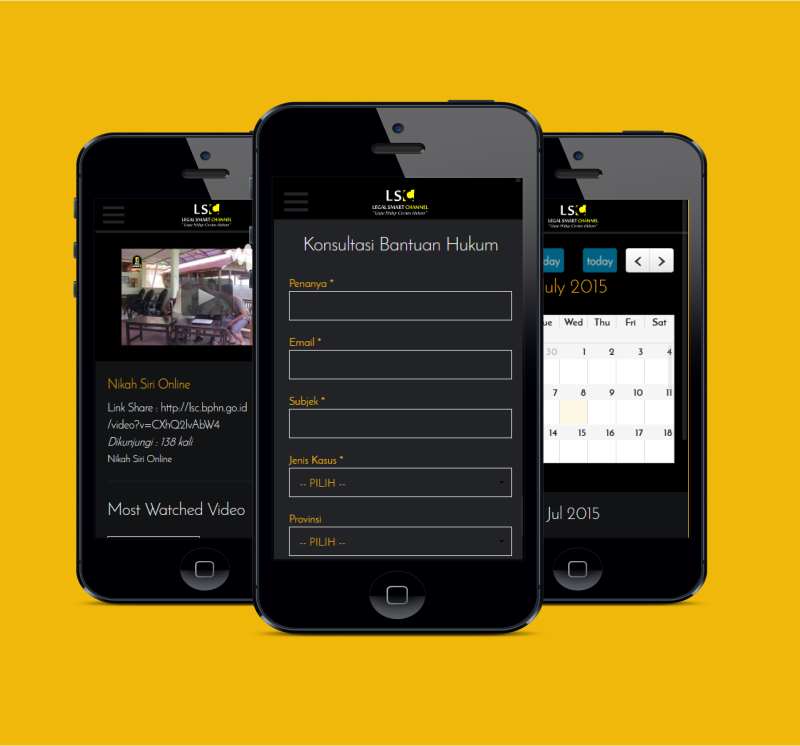 LSC
LEGAL SMART CHANNEL
"Gaya Hidup Cerdas Hukum"
Nikah Siri Online
Link Share : http://lsc.bphn.go.id
/video?v=CXhQ2lvAbW4
Dikunjungi : 138 kali
Nikah Siri Online
Most Watched Video
LSC
LEGAL SMART CHANNEL
"Gaya Hidup Cerdas Hukum"
Konsultasi Bantuan Hukum
Penanya *
Email *
Subjek *
Jenis Kasus *
-- PILIH --
Provinsi
-- PILIH --
LSC
LEGAL SMART CHANNEL
"Gaya Hidup Cerdas Hukum"
day today < >
uly 2015
ue Wed Thu Fri Sat
30 1 2 3 4
7 8 9 10 11
14 15 16 17 18
Jul 2015